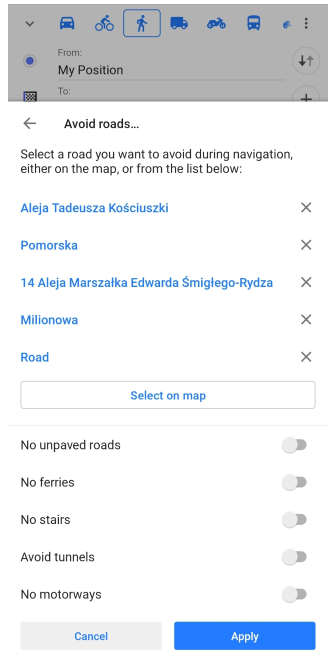 From:
My Position
To:
Avoid roads...
Select a road you want to avoid during navigation,
either on the map, or from the list below:
Aleja Tadeusza Kościuszki
Pomorska
14 Aleja Marszałka Edwarda Śmigłego-Rydza
Milionowa
Road
Select on map
No unpaved roads
No ferries
No stairs
Avoid tunnels
No motorways
Cancel
Apply